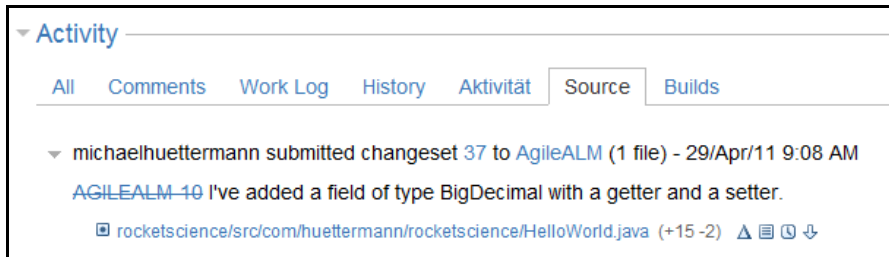 Activity
All Comments Work Log History Aktivität Source Builds
michaelhuettermann submitted changeset 37 to AgileALM (1 file) - 29/Apr/11 9:08 AM
AGILEALM-10 I've added a field of type BigDecimal with a getter and a setter.
rocketscience/src/com/huettermann/rocketscience/HelloWorld.java (+15 -2)